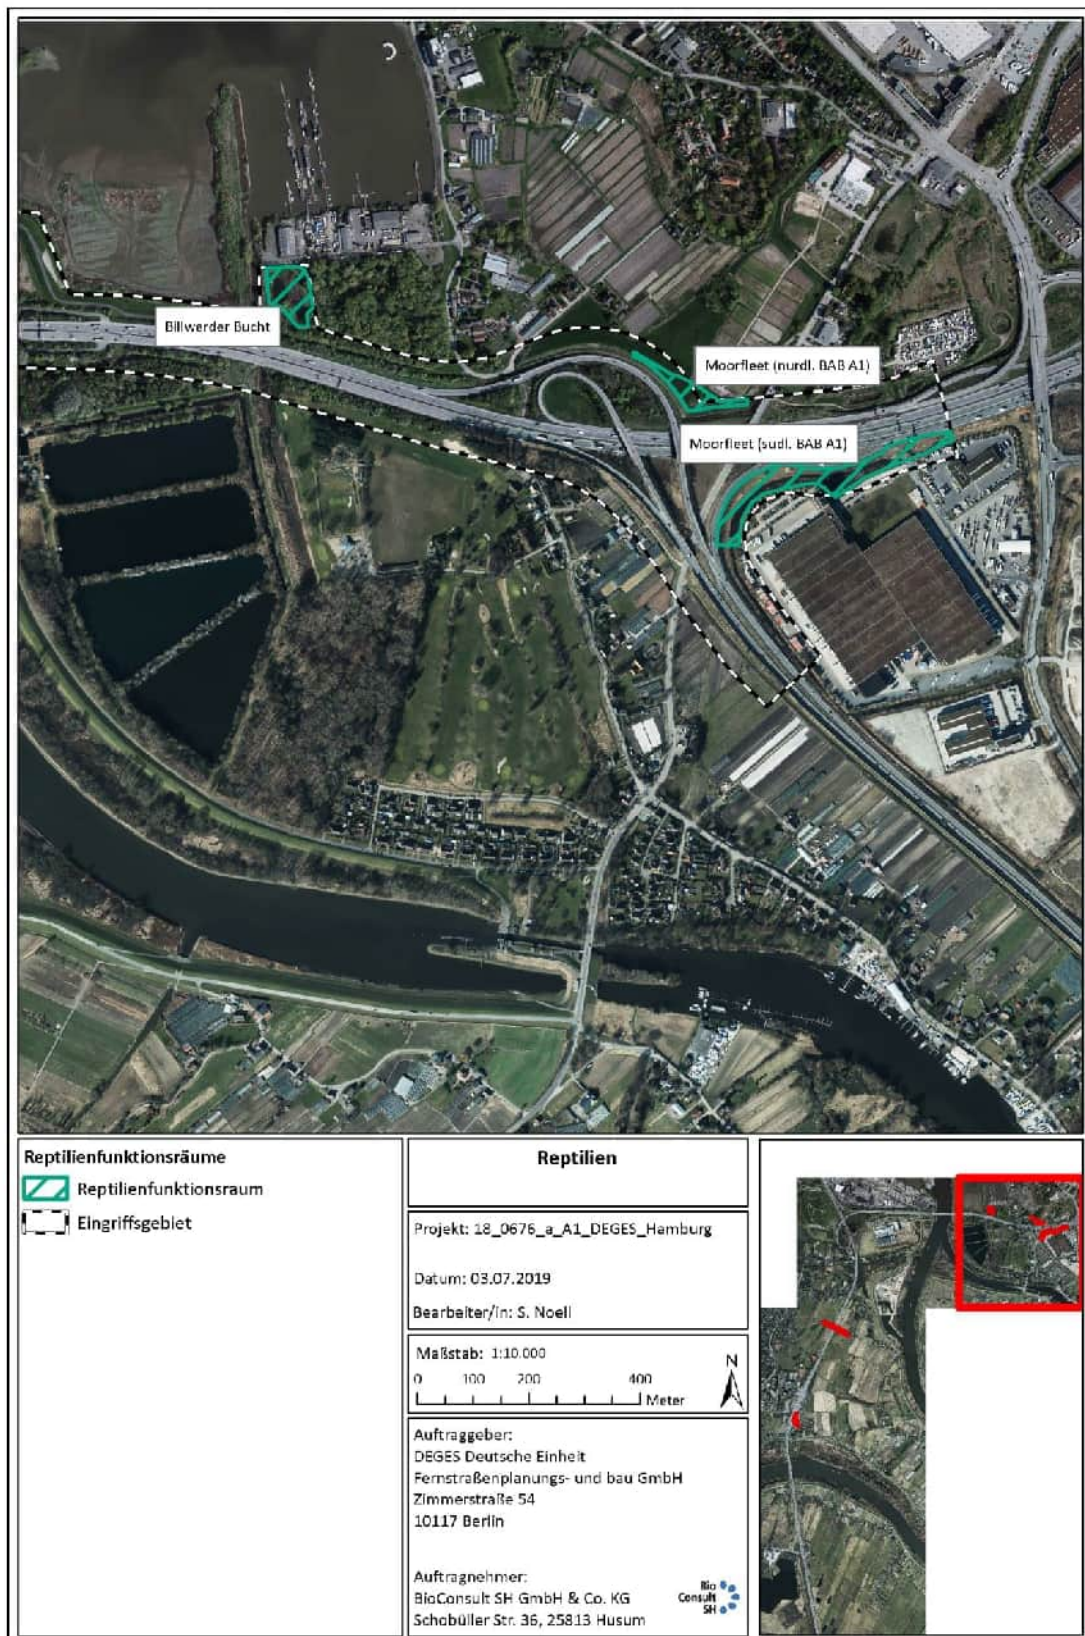 Billwerder Bucht
Moorfleet (nurdl. BAB A1)
Moorfleet (sudl. BAB A1)
Reptilienfunktionsräume
Reptilienfunktionsraum
Eingriffsgebiet
Reptilien
Projekt: 18_0676_a_A1_DEGES_Hamburg
Datum: 03.07.2019
Bearbeiter/in: S. Noell
Maßstab: 1:10.000
0 100 200 400
Meter
N
Auftraggeber:
DEGES Deutsche Einheit
Fernstraßenplanungs- und bau GmbH
Zimmerstraße 54
10117 Berlin
Auftragnehmer:
BioConsult SH GmbH & Co. KG
Schobüller Str. 36, 25813 Husum
Bio
Consult
SH